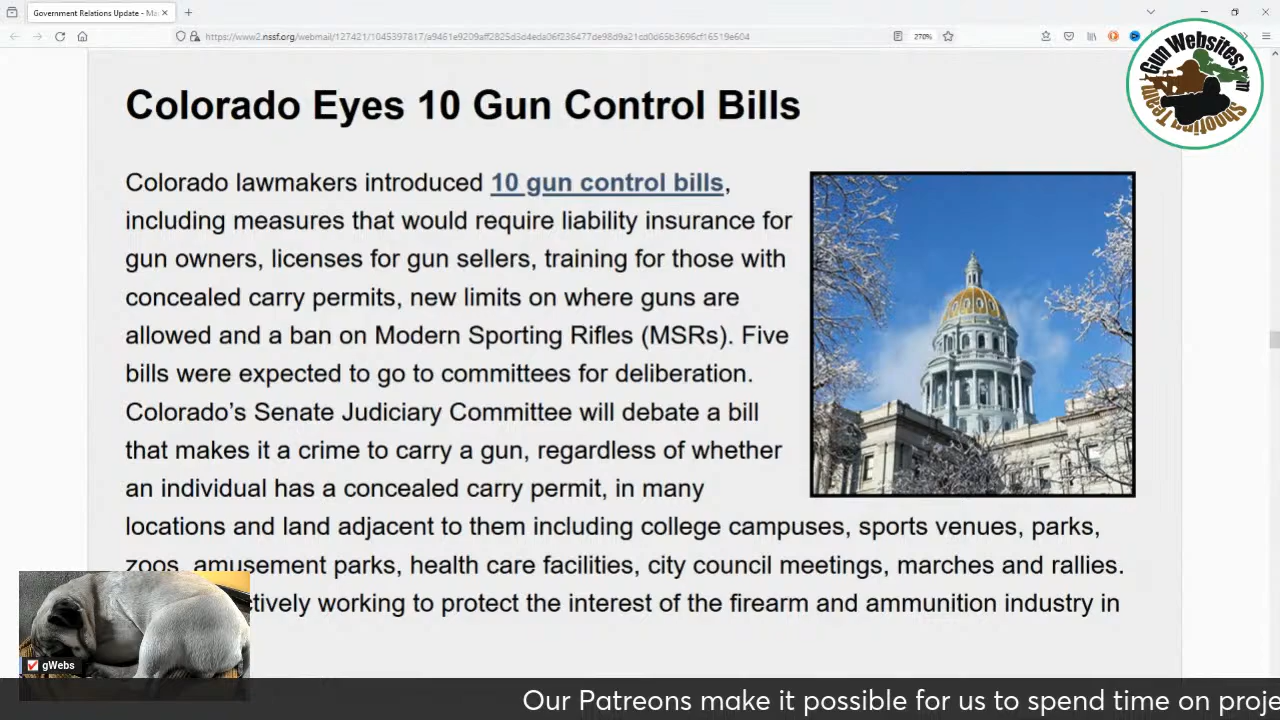 Government Relations Update - Ma
https://www2.nssf.org/webmail/127421/1045397817/a9461e9209aff2825d3d4eda06f236477de98d9a21cd0d65b3696cf16519e604
270%
Gun Websites.com
Shooting Team
Colorado Eyes 10 Gun Control Bills
Colorado lawmakers introduced 10 gun control bills,
including measures that would require liability insurance for
gun owners, licenses for gun sellers, training for those with
concealed carry permits, new limits on where guns are
allowed and a ban on Modern Sporting Rifles (MSRs). Five
bills were expected to go to committees for deliberation.
Colorado’s Senate Judiciary Committee will debate a bill
that makes it a crime to carry a gun, regardless of whether
an individual has a concealed carry permit, in many
locations and land adjacent to them including college campuses, sports venues, parks,
zoos, amusement parks, health care facilities, city council meetings, marches and rallies.
tively working to protect the interest of the firearm and ammunition industry in
gWebs
Our Patreons make it possible for us to spend time on proje